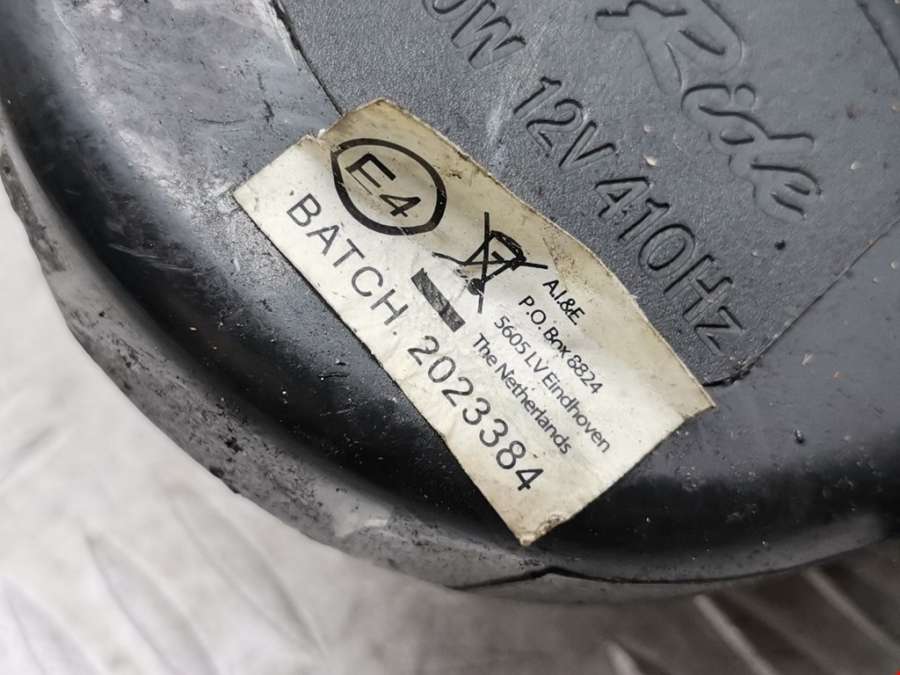 Ride
0W 12V 410Hz
E4
A.I.&E.
P.O. Box 8824
5605 LV Eindhoven
The Netherlands
BATCH. 2023384